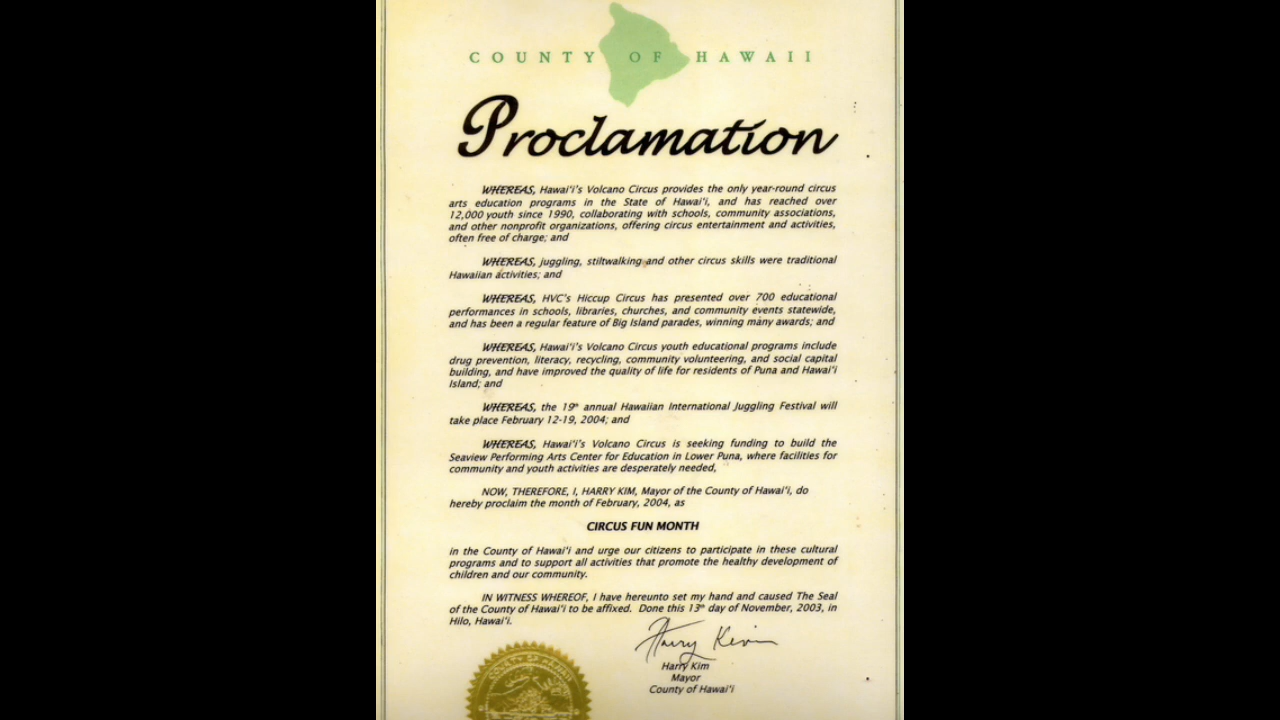 COUNTY OF HAWAII
Proclamation
WHEREAS, Hawai‘i’s Volcano Circus provides the only year-round circus
arts education programs in the State of Hawai‘i, and has reached over
12,000 youth since 1990, collaborating with schools, community associations,
and other nonprofit organizations, offering circus entertainment and activities,
often free of charge; and
WHEREAS, juggling, stiltwalking and other circus skills were traditional
Hawaiian activities; and
WHEREAS, HVC’s Hiccup Circus has presented over 700 educational
performances in schools, libraries, churches, and community events statewide,
and has been a regular feature of Big Island parades, winning many awards; and
WHEREAS, Hawai‘i’s Volcano Circus youth educational programs include
drug prevention, literacy, recycling, community volunteering, and social capital
building, and have improved the quality of life for residents of Puna and Hawai‘i
Island; and
WHEREAS, the 19th annual Hawaiian International Juggling Festival will
take place February 12-19, 2004; and
WHEREAS, Hawai‘i’s Volcano Circus is seeking funding to build the
Seaview Performing Arts Center for Education in Lower Puna, where facilities for
community and youth activities are desperately needed,
NOW, THEREFORE, I, HARRY KIM, Mayor of the County of Hawai‘i, do
hereby proclaim the month of February, 2004, as
CIRCUS FUN MONTH
in the County of Hawai‘i and urge our citizens to participate in these cultural
programs and to support all activities that promote the healthy development of
children and our community.
IN WITNESS WHEREOF, I have hereunto set my hand and caused The Seal
of the County of Hawai‘i to be affixed. Done this 13th day of November, 2003, in
Hilo, Hawai‘i.
Harry Kim
Harry Kim
Mayor
County of Hawai‘i
COUNTY OF HAWAII